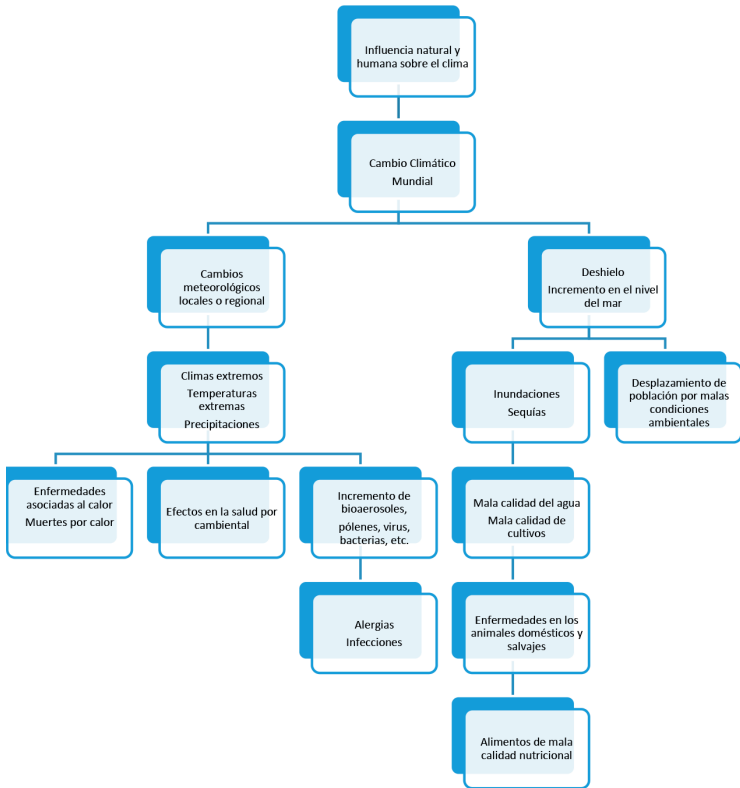 Influencia natural y
humana sobre el clima
Cambio Climático
Mundial
Cambios
meteorológicos
locales o regional
Deshielo
Incremento en el nivel
del mar
Climas extremos
Temperaturas
extremas
Precipitaciones
Inundaciones
Sequías
Desplazamiento de
población por malas
condiciones
ambientales
Enfermedades
asociadas al calor
Muertes por calor
Efectos en la salud por
cambiental
Incremento de
bioaerosoles,
pólenes, virus,
bacterias, etc.
Mala calidad del agua
Mala calidad de
cultivos
Alergias
Infecciones
Enfermedades en los
animales domésticos y
salvajes
Alimentos de mala
calidad nutricional